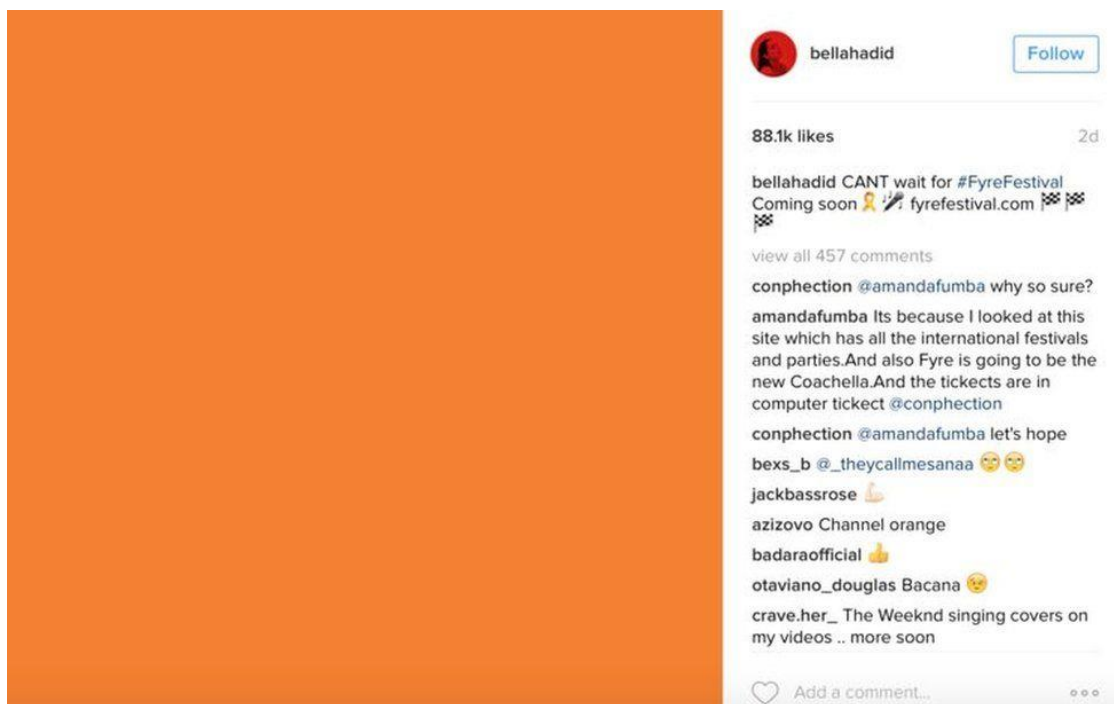 bellahadid
Follow
88.1k likes
2d
bellahadid CANT wait for #FyreFestival
Coming soon🎗🎤 fyrefestival.com 🏁🏁
🏁
view all 457 comments
conphection @amandafumba why so sure?
amandafumba Its because I looked at this
site which has all the international festivals
and parties.And also Fyre is going to be the
new Coachella.And the tickects are in
computer tickect @conphection
conphection @amandafumba let's hope
bexs_b @_theycallmesanaa 🙄🙄
jackbassrose 💪🏻
azizovo Channel orange
badaraofficial 👍
otaviano_douglas Bacana 😉
crave.her_ The Weeknd singing covers on
my videos .. more soon
Add a comment...